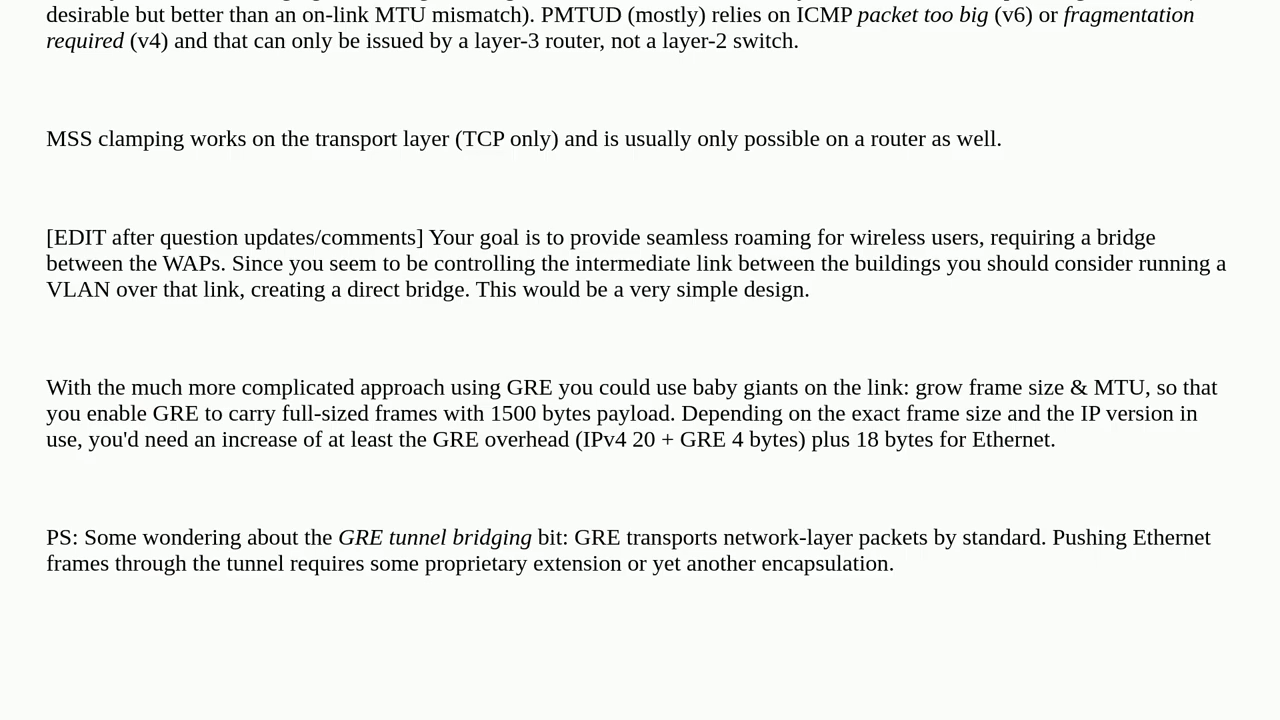 desirable but better than an on-link MTU mismatch). PMTUD (mostly) relies on ICMP packet too big (v6) or fragmentation
required (v4) and that can only be issued by a layer-3 router, not a layer-2 switch.
MSS clamping works on the transport layer (TCP only) and is usually only possible on a router as well.
[EDIT after question updates/comments] Your goal is to provide seamless roaming for wireless users, requiring a bridge
between the WAPs. Since you seem to be controlling the intermediate link between the buildings you should consider running a
VLAN over that link, creating a direct bridge. This would be a very simple design.
With the much more complicated approach using GRE you could use baby giants on the link: grow frame size & MTU, so that
you enable GRE to carry full-sized frames with 1500 bytes payload. Depending on the exact frame size and the IP version in
use, you'd need an increase of at least the GRE overhead (IPv4 20 + GRE 4 bytes) plus 18 bytes for Ethernet.
PS: Some wondering about the GRE tunnel bridging bit: GRE transports network-layer packets by standard. Pushing Ethernet
frames through the tunnel requires some proprietary extension or yet another encapsulation.